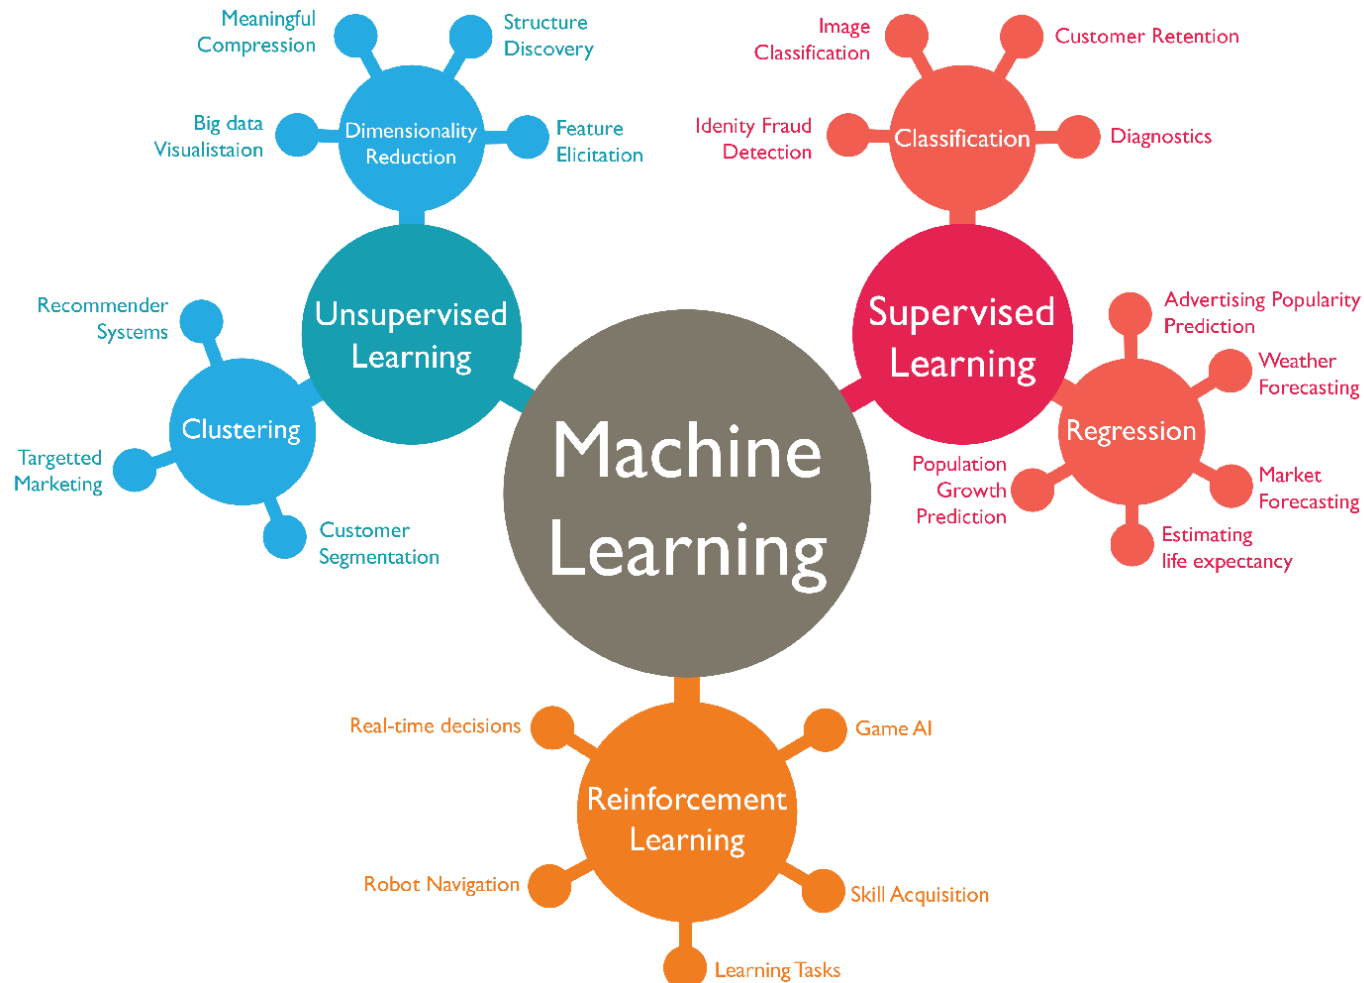 Meaningful
Compression
Structure
Discovery
Big data
Visualistaion
Dimensionality
Reduction
Feature
Elicitation
Image
Classification
Customer Retention
Idenity Fraud
Detection
Classification
Diagnostics
Unsupervised
Learning
Supervised
Learning
Recommender
Systems
Clustering
Targetted
Marketing
Customer
Segmentation
Machine
Learning
Advertising Popularity
Prediction
Weather
Forecasting
Regression
Population
Growth
Prediction
Market
Forecasting
Estimating
life expectancy
Real-time decisions
Game AI
Reinforcement
Learning
Robot Navigation
Skill Acquisition
Learning Tasks